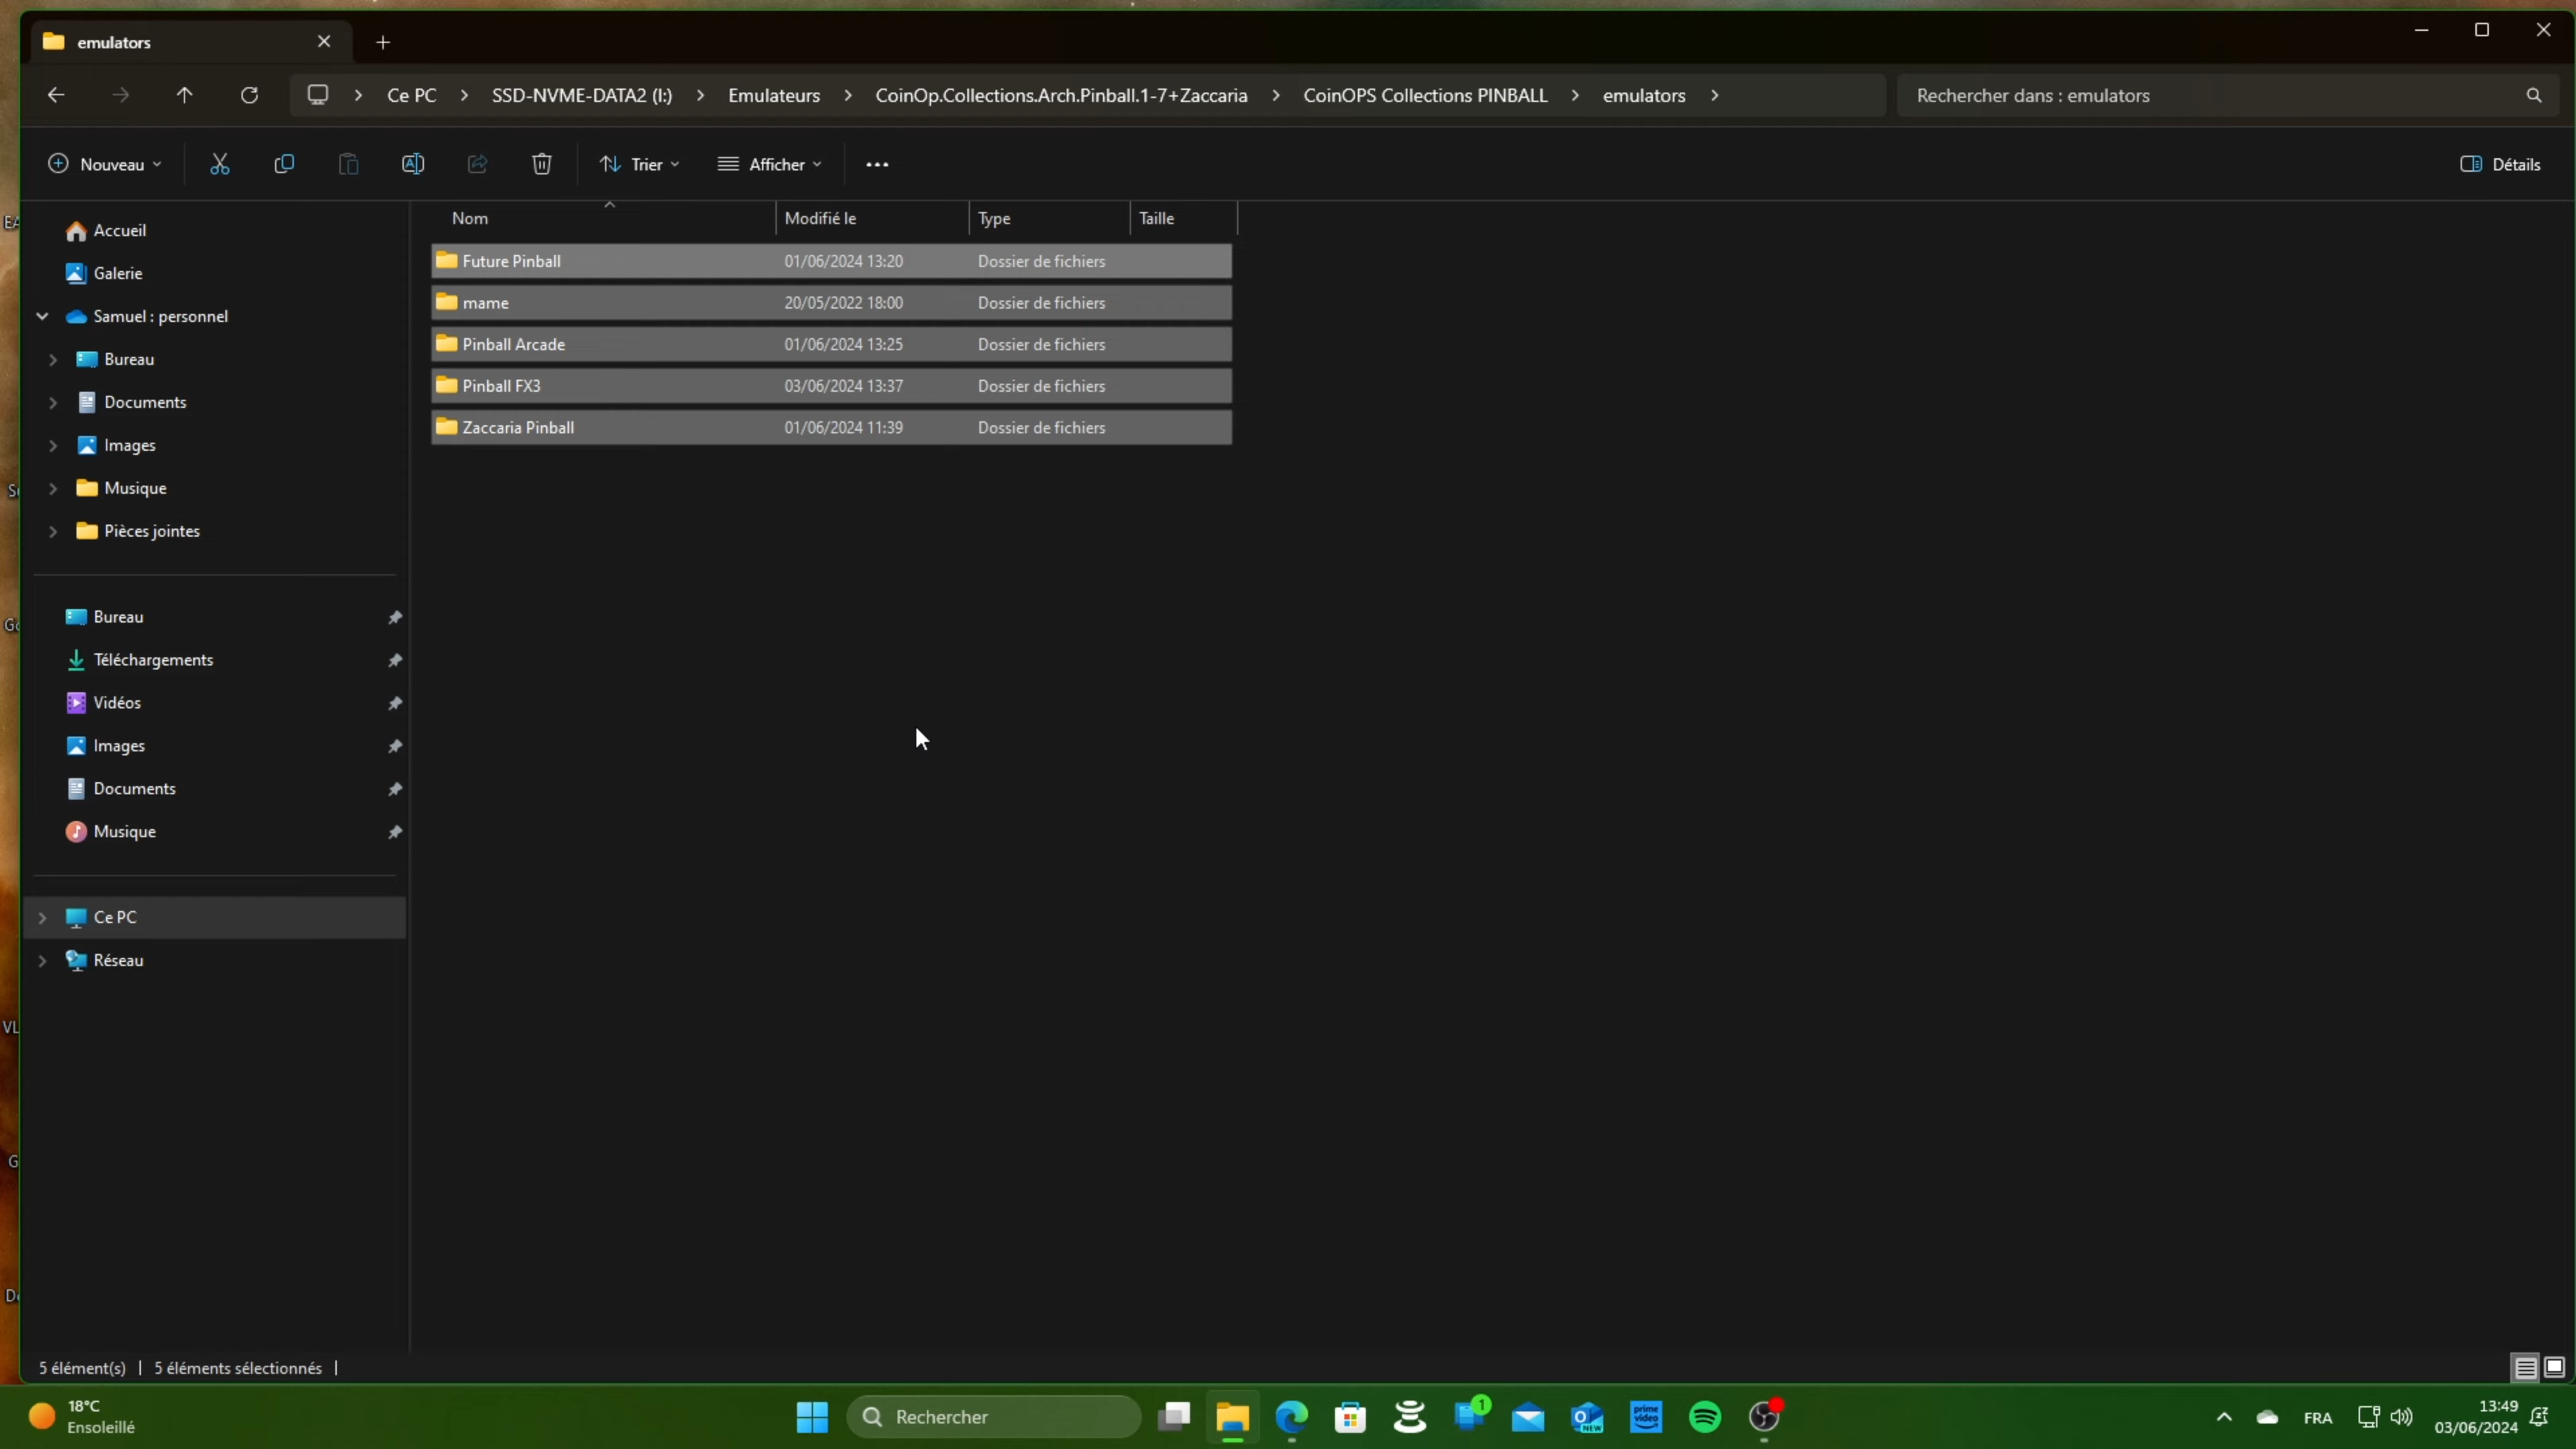 emulators
Ce PC > SSD-NVME-DATA2 (I:) > Emulateurs > CoinOp.Collections.Arch.Pinball.1-7+Zaccaria > CoinOPS Collections PINBALL > emulators >
Rechercher dans : emulators
Nouveau
Trier
Afficher
Détails
Nom Modifié le Type Taille
Future Pinball 01/06/2024 13:20 Dossier de fichiers
mame 20/05/2022 18:00 Dossier de fichiers
Pinball Arcade 01/06/2024 13:25 Dossier de fichiers
Pinball FX3 03/06/2024 13:37 Dossier de fichiers
Zaccaria Pinball 01/06/2024 11:39 Dossier de fichiers
Accueil
Galerie
Samuel : personnel
Bureau
Documents
Images
Musique
Pièces jointes
Bureau
Téléchargements
Vidéos
Images
Documents
Musique
Ce PC
Réseau
5 élément(s) | 5 éléments sélectionnés |
18°C
Ensoleillé
Rechercher
1
NEW
prime video
FRA
13:49
03/06/2024